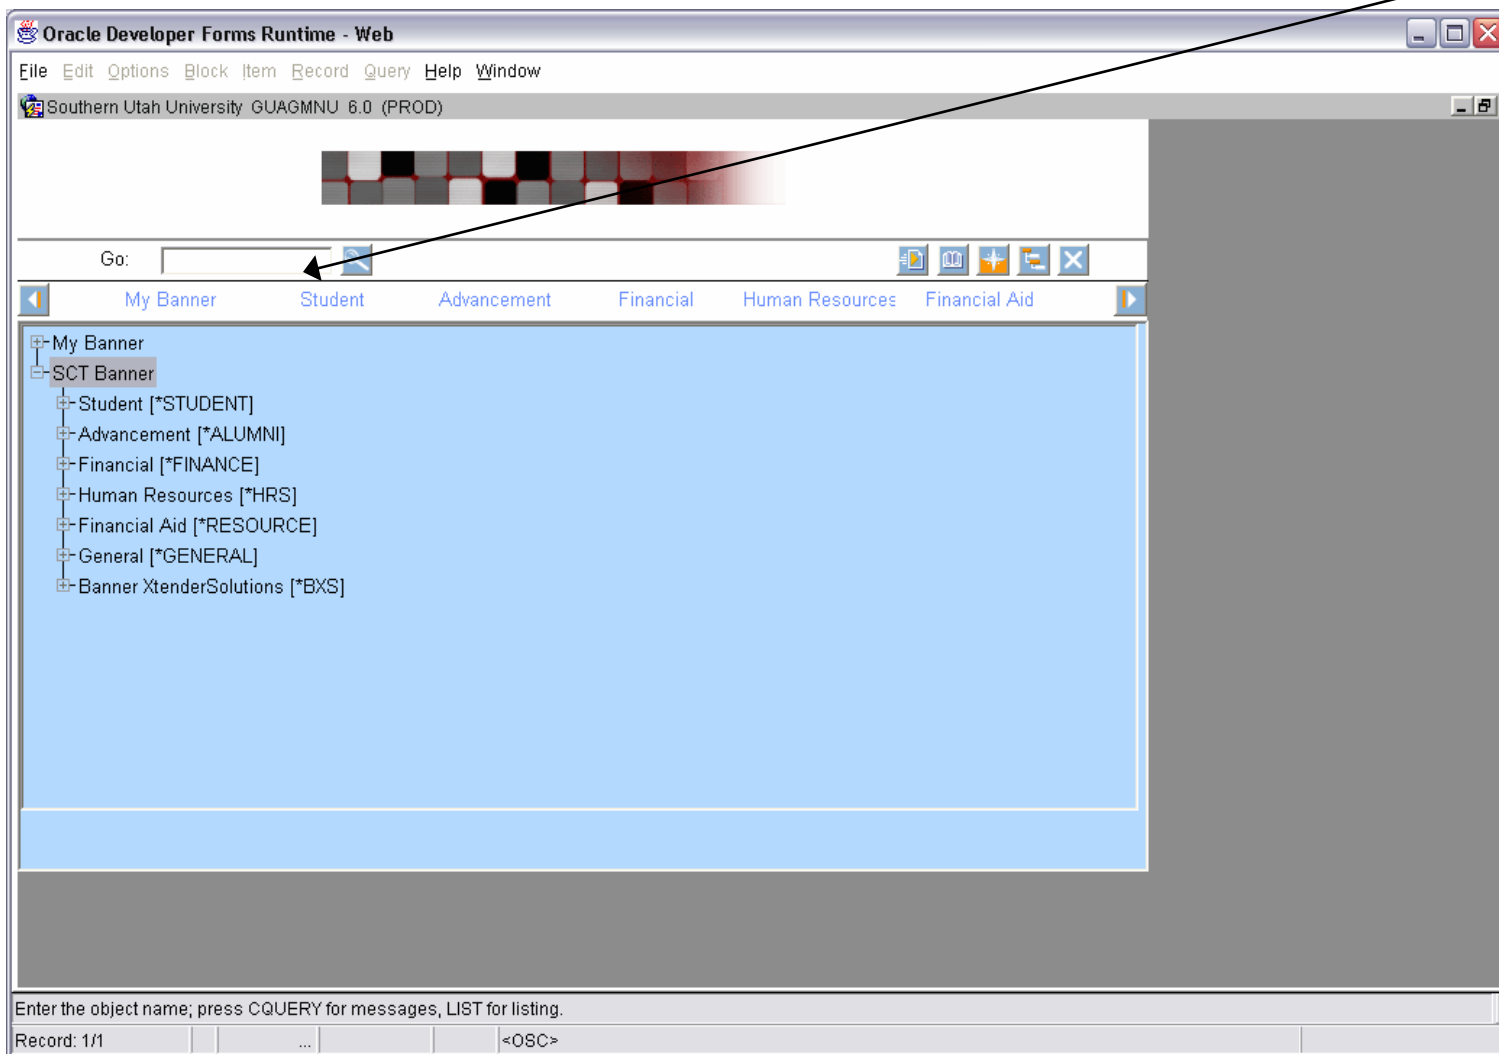 Oracle Developer Forms Runtime - Web
File Edit Options Block Item Record Query Help Window
Southern Utah University GUAGMNU 6.0 (PROD)
Go:
My Banner Student Advancement Financial Human Resources Financial Aid
My Banner
SCT Banner
Student [*STUDENT]
Advancement [*ALUMNI]
Financial [*FINANCE]
Human Resources [*HRS]
Financial Aid [*RESOURCE]
General [*GENERAL]
Banner XtenderSolutions [*BXS]
Enter the object name; press CQUERY for messages, LIST for listing.
Record: 1/1 ... <OSC>